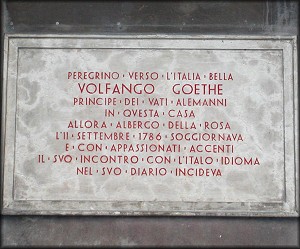 PEREGRINO · VERSO · L'ITALIA · BELLA
VOLFANGO GOETHE
PRINCIPE · DEI · VATI · ALEMANNI
IN · QVESTA · CASA
ALLORA · ALBERGO · DELLA · ROSA
L'11 · SETTEMBRE · 1786 · SOGGIORNAVA
E · CON · APPASSIONATI · ACCENTI
IL · SVO · INCONTRO · CON · L'ITALO · IDIOMA
NEL · SVO · DIARIO · INCIDEVA